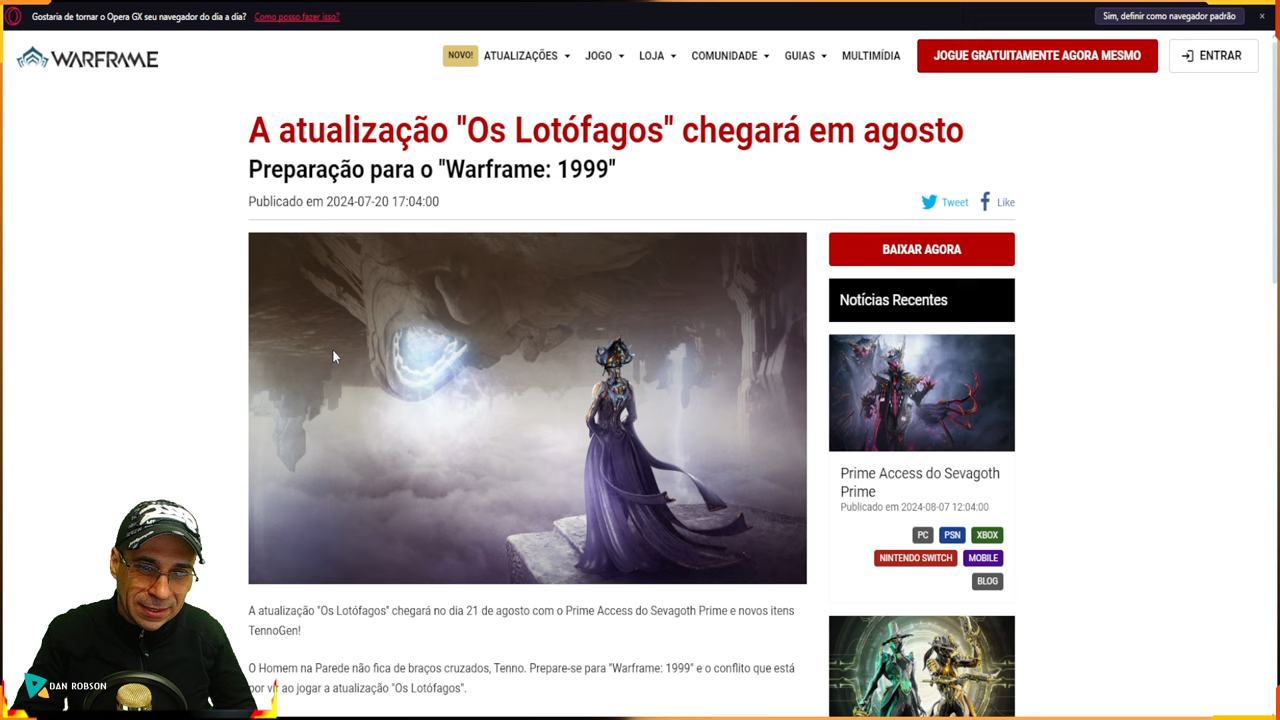 Gostaria de tornar o Opera GX seu navegador do dia a dia? Como posso fazer isso? Sim, definir como navegador padrão
WARFRAME
NOVO! ATUALIZAÇÕES JOGO LOJA COMUNIDADE GUIAS MULTIMÍDIA JOGUE GRATUITAMENTE AGORA MESMO ENTRAR
A atualização "Os Lotófagos" chegará em agosto
Preparação para o "Warframe: 1999"
Publicado em 2024-07-20 17:04:00
Tweet Like
BAIXAR AGORA
Notícias Recentes
Prime Access do Sevagoth
Prime
Publicado em 2024-08-07 12:04:00
PC PSN XBOX
NINTENDO SWITCH MOBILE
BLOG
A atualização "Os Lotófagos" chegará no dia 21 de agosto com o Prime Access do Sevagoth Prime e novos itens
TennoGen!
O Homem na Parede não fica de braços cruzados, Tenno. Prepare-se para "Warframe: 1999" e o conflito que está
por vir ao jogar a atualização "Os Lotófagos".
DAN ROBSON